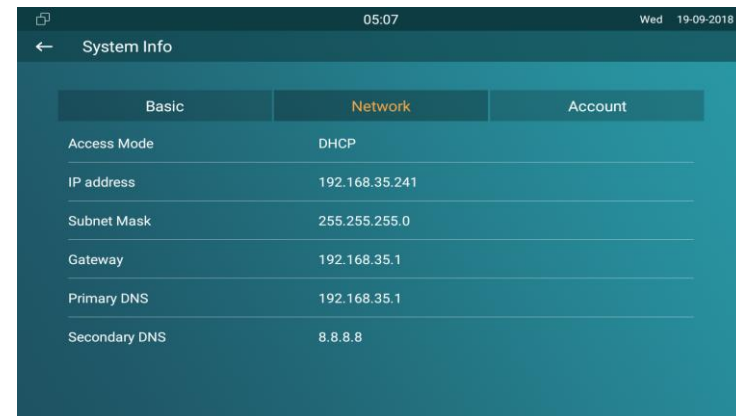 05:07 Wed 19-09-2018
System Info
Basic Network Account
Access Mode DHCP
IP address 192.168.35.241
Subnet Mask 255.255.255.0
Gateway 192.168.35.1
Primary DNS 192.168.35.1
Secondary DNS 8.8.8.8